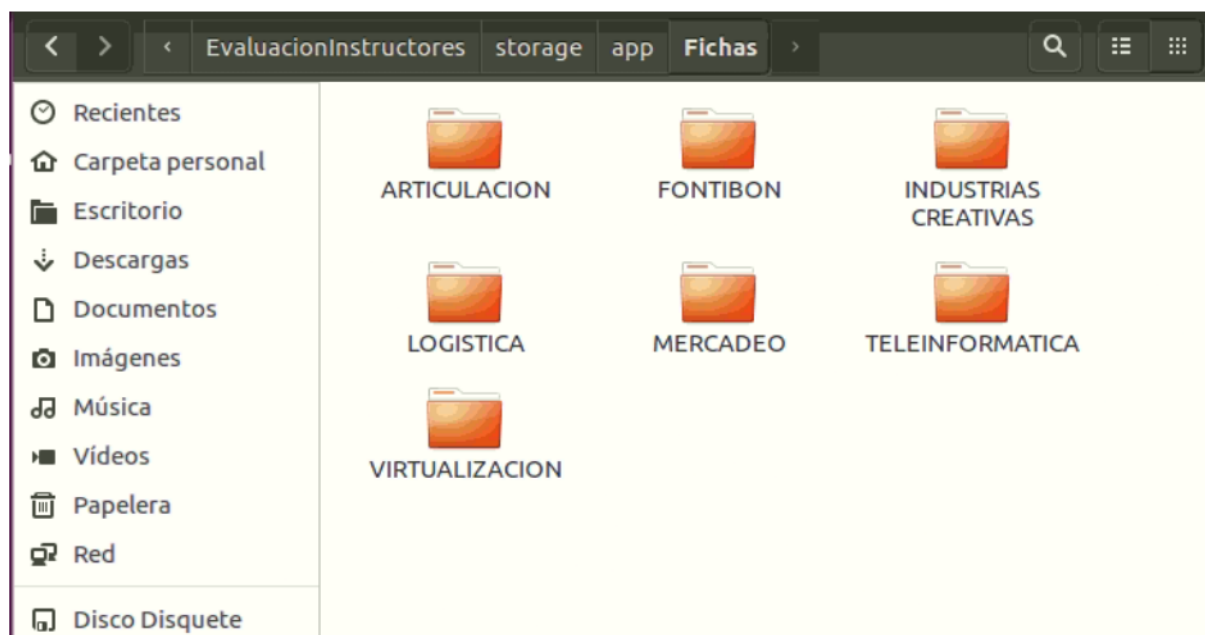 EvaluacionInstructores storage app Fichas
Recientes
Carpeta personal
Escritorio
Descargas
Documentos
Imágenes
Música
Vídeos
Papelera
Red
Disco Disquete
ARTICULACION FONTIBON INDUSTRIAS
CREATIVAS
LOGISTICA MERCADEO TELEINFORMATICA
VIRTUALIZACION